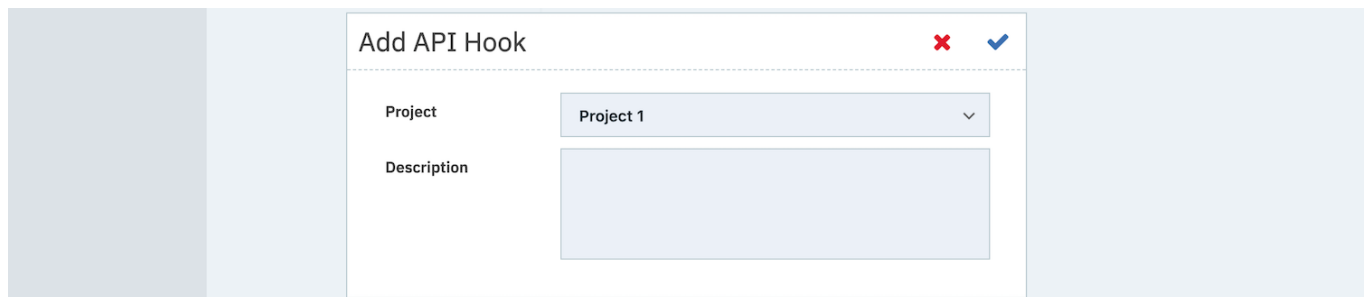 Add API Hook
Project
Project 1
Description